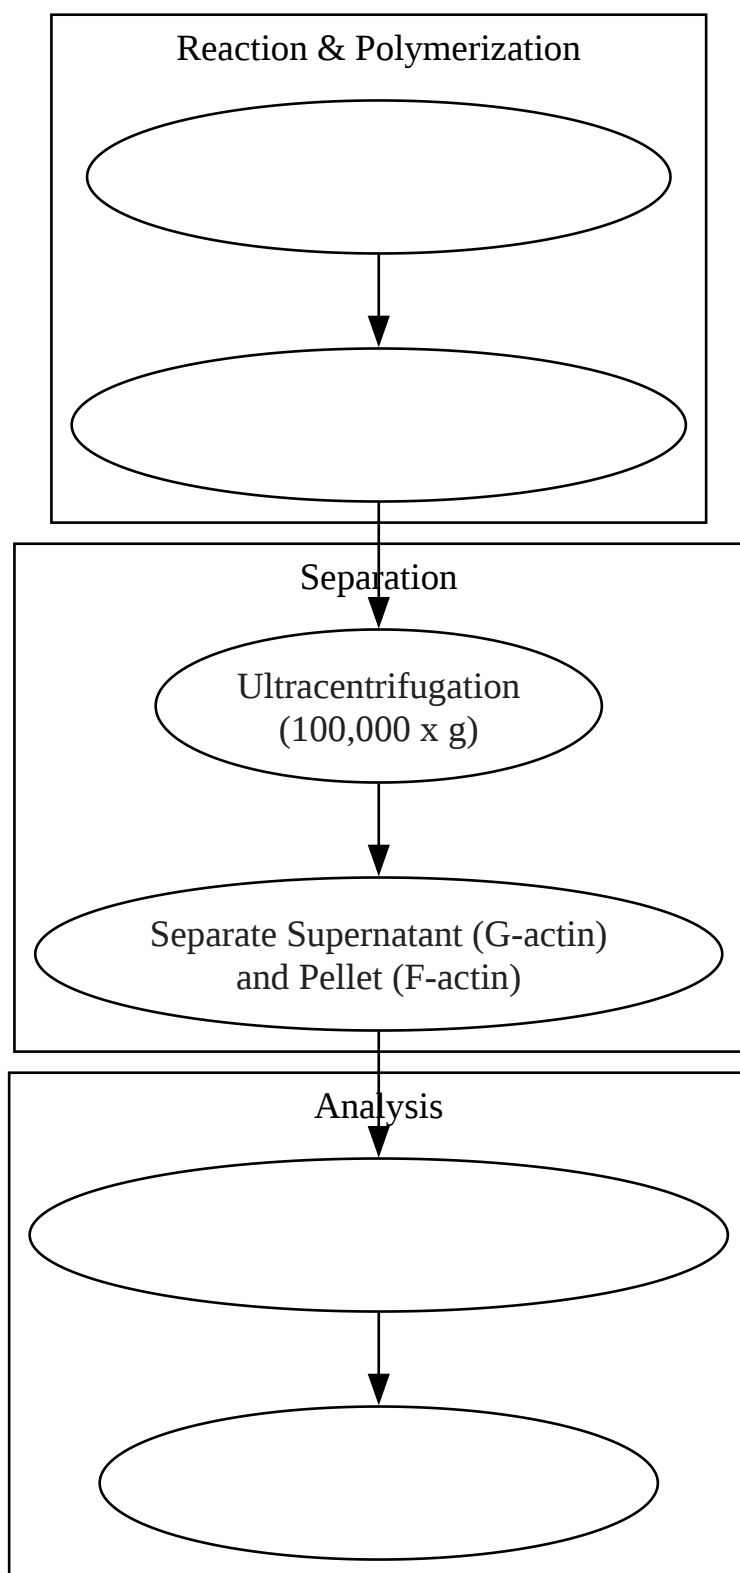 Reaction & Polymerization
Separation
Ultracentrifugation
(100,000 x g)
Separate Supernatant (G-actin)
and Pellet (F-actin)
Analysis